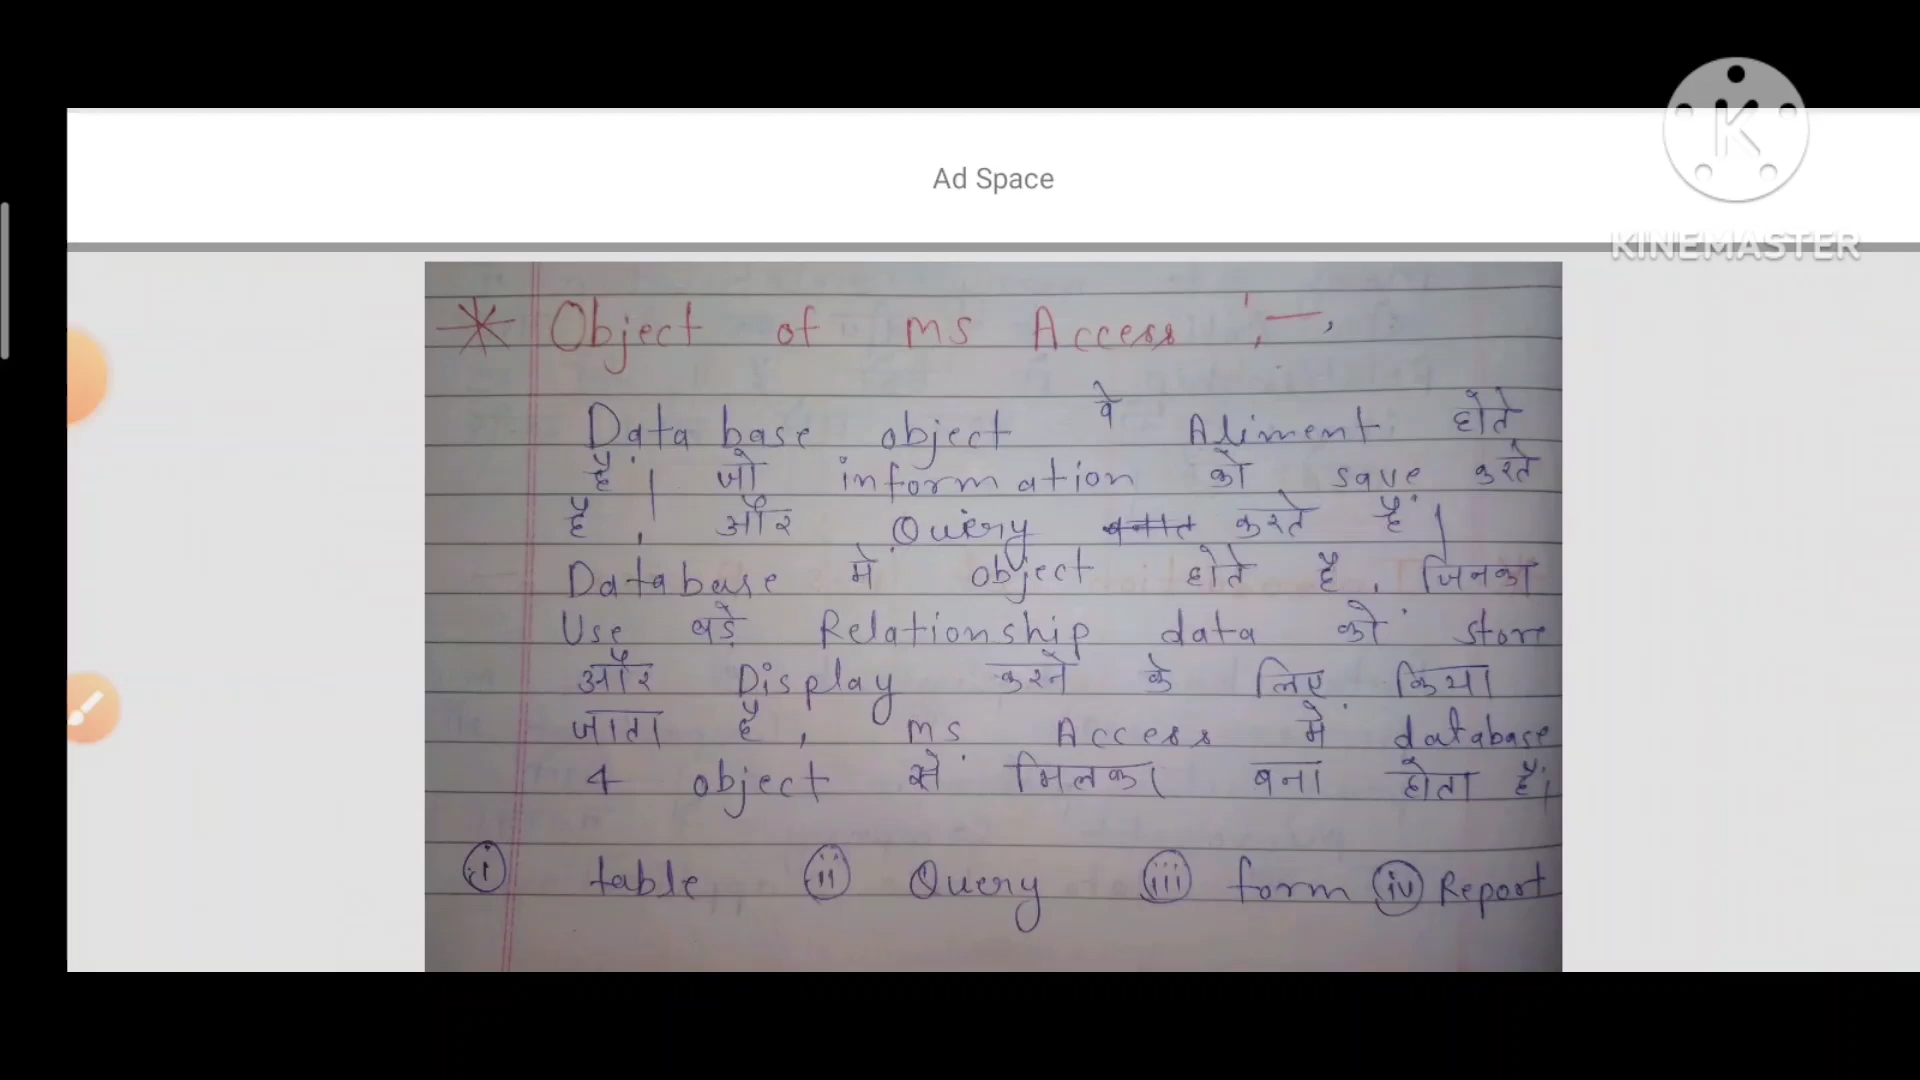 Ad Space
KINEMASTER
* Object of MS Access :-
Data base object वे Aliment होते
हैं। जो information को save करते
है, और Query करते हैं।
Database में object होते है, जिनका
Use बड़े Relationship data को store
और Display करने के लिए किया
जाता है, MS Access में database
4 object से मिलकर बना होता है।
(i) table (ii) Query (iii) form (iv) Report